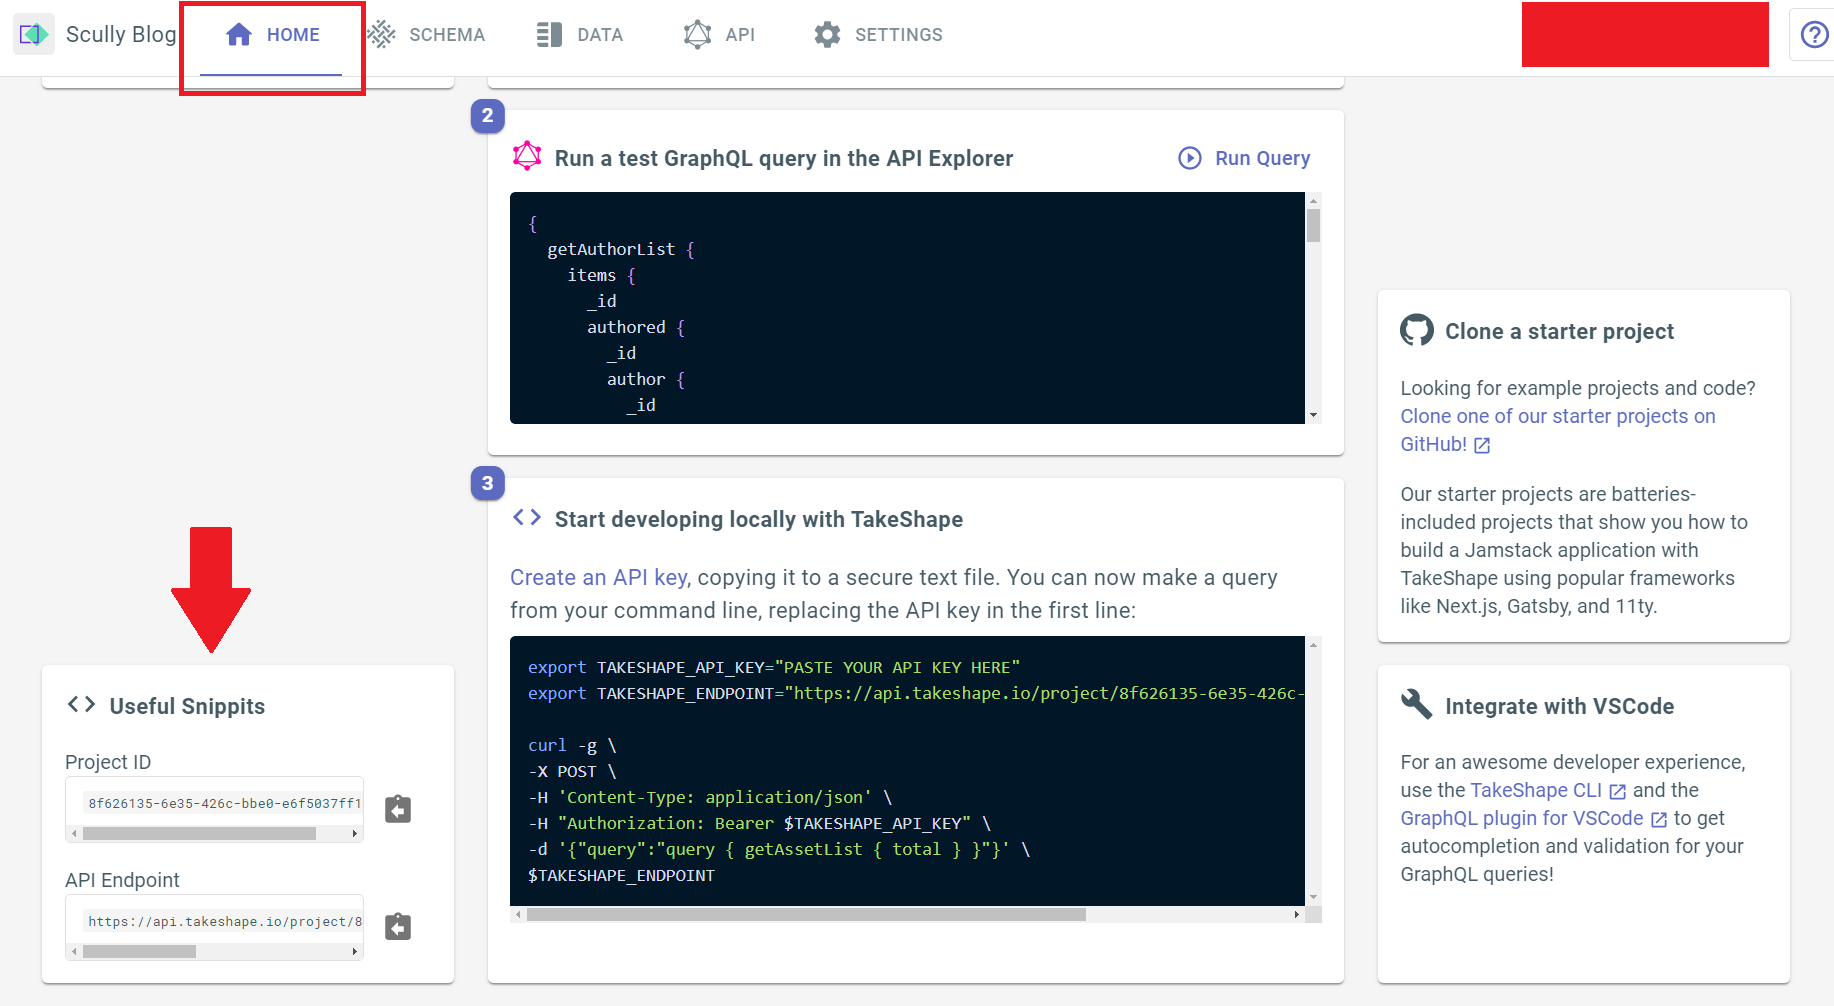 Scully Blog
HOME
SCHEMA
DATA
API
SETTINGS
2
Run a test GraphQL query in the API Explorer
Run Query
{
getAuthorList {
items {
_id
authored {
_id
author {
_id
3
Start developing locally with TakeShape
Create an API key, copying it to a secure text file. You can now make a query
from your command line, replacing the API key in the first line:
export TAKESHAPE_API_KEY="PASTE YOUR API KEY HERE"
export TAKESHAPE_ENDPOINT="https://api.takeshape.io/project/8f626135-6e35-426c-
curl -g \
-X POST \
-H 'Content-Type: application/json' \
-H "Authorization: Bearer $TAKESHAPE_API_KEY" \
-d '{"query":"query { getAssetList { total } }"}' \
$TAKESHAPE_ENDPOINT
Useful Snippits
Project ID
8f626135-6e35-426c-bbe0-e6f5037ff1
API Endpoint
https://api.takeshape.io/project/8
Clone a starter project
Looking for example projects and code?
Clone one of our starter projects on
GitHub!
Our starter projects are batteries-
included projects that show you how to
build a Jamstack application with
TakeShape using popular frameworks
like Next.js, Gatsby, and 11ty.
Integrate with VSCode
For an awesome developer experience,
use the TakeShape CLI and the
GraphQL plugin for VSCode to get
autocompletion and validation for your
GraphQL queries!